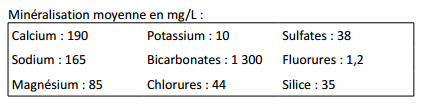 Minéralisation moyenne en mg/L :
Calcium : 190 Potassium : 10 Sulfates : 38
Sodium : 165 Bicarbonates : 1 300 Fluorures : 1,2
Magnésium : 85 Chlorures : 44 Silice : 35